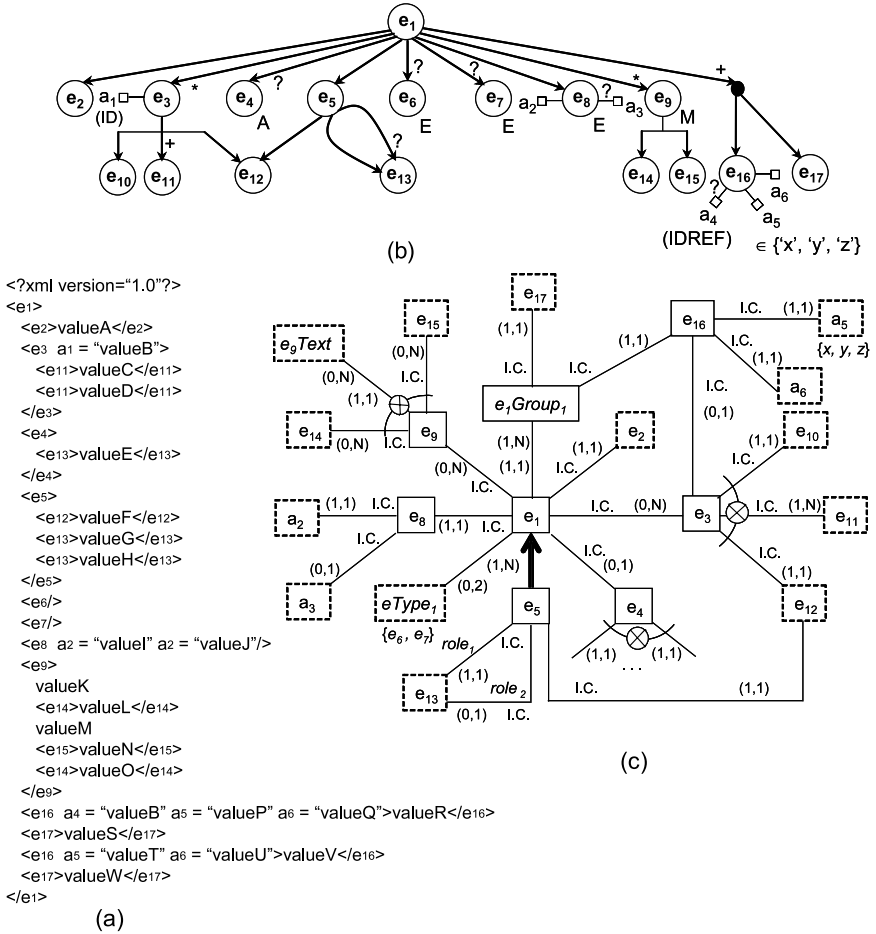 e1
?
?
?
*
*
+
e2
a1
(ID)
e3
e4
A
e5
e6
E
e7
E
a2
e8
?
a3
E
e9
M
+
?
e10
e11
e12
e13
e14
e15
e16
e17
?
a4
a5
a6
(IDREF)
∈ {‘x’, ‘y’, ‘z’}
(b)
<?xml version=“1.0”?>
<e1>
<e2>valueA</e2>
<e3 a1 = “valueB”>
<e11>valueC</e11>
<e11>valueD</e11>
</e3>
<e4>
<e13>valueE</e13>
</e4>
<e5>
<e12>valueF</e12>
<e13>valueG</e13>
<e13>valueH</e13>
</e5>
<e6/>
<e7/>
<e8 a2 = “valueI” a2 = “valueJ”/>
<e9>
valueK
<e14>valueL</e14>
valueM
<e15>valueN</e15>
<e14>valueO</e14>
</e9>
<e16 a4 = “valueB” a5 = “valueP” a6 = “valueQ”>valueR</e16>
<e17>valueS</e17>
<e16 a5 = “valueT” a6 = “valueU”>valueV</e16>
<e17>valueW</e17>
</e1>
(a)
e17
(1,1)
I.C.
e15
(0,N)
I.C.
e9Text
(0,N)
(1,1)
e14
(0,N)
I.C.
e9
(0,N)
I.C.
e1Group1
(1,N)
(1,1)
(1,1)
I.C.
e16
I.C.
(1,1)
a5
{x, y, z}
I.C.
(1,1)
a6
I.C.
(0,1)
e2
(1,1)
I.C.
e10
(1,1)
I.C.
a2
(1,1)
I.C.
e8
(1,1)
I.C.
e1
I.C.
(0,N)
e3
I.C.
(1,N)
e11
I.C.
(0,1)
a3
(1,N)
(0,2)
eType1
{e6, e7}
I.C.
(0,1)
I.C.
(1,1)
e12
e5
e4
(1,1)
(1,1)
. . .
role1
I.C.
(1,1)
e13
role2
(0,1)
I.C.
I.C.
(1,1)
(c)